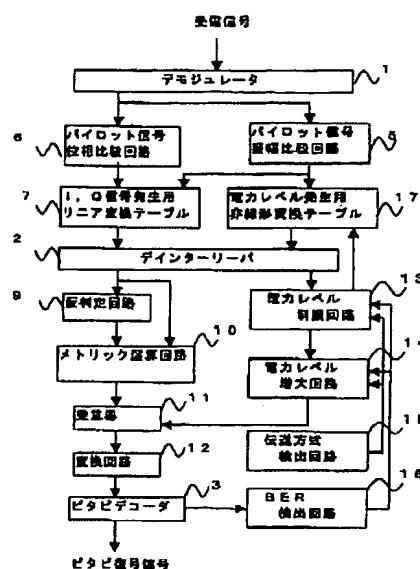 受信信号
1
デモジュレータ
6
パイロット信号
位相比較回路
パイロット信号
振幅比較回路
5
7
I，Q信号発生用
リニア変換テーブル
電力レベル発生用
非線形変換テーブル
17
2
デインターリーバ
9
仮判定回路
13
電力レベル
制限回路
10
メトリック演算回路
14
電力レベル
増大回路
11
乗算器
15
伝送方式
検出回路
12
変換回路
16
3
ビタビデコーダ
BER
検出回路
ビタビ復号信号